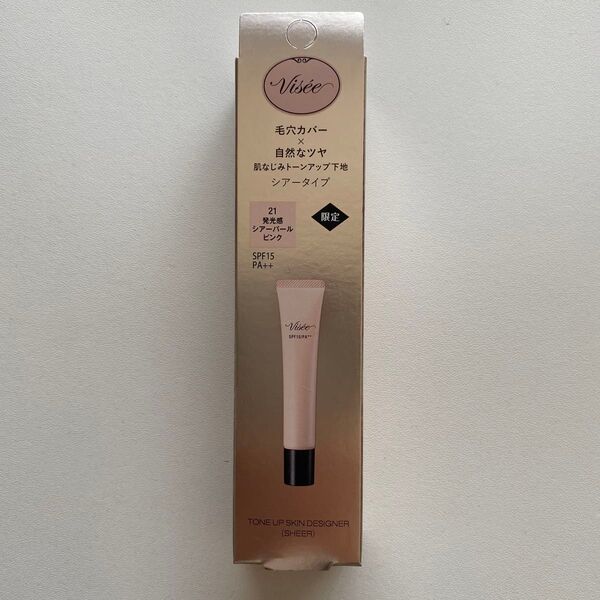 Visée
毛穴カバー
×
自然なツヤ
肌なじみトーンアップ下地
シアータイプ
21
発光感
シアーパール
ピンク
限定
SPF15
PA++
Visée
SPF15/PA++
TONE UP SKIN DESIGNER
(SHEER)